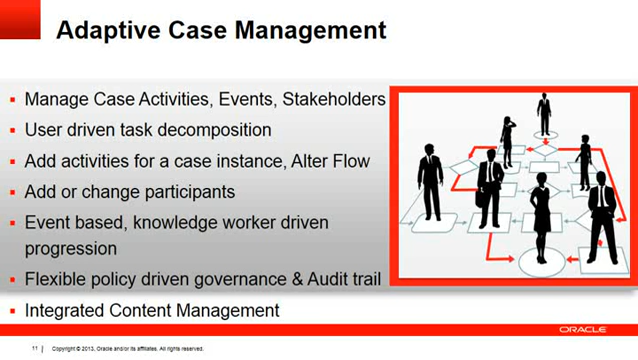 Adaptive Case Management
Manage Case Activities, Events, Stakeholders
User driven task decomposition
Add activities for a case instance, Alter Flow
Add or change participants
Event based, knowledge worker driven
progression
Flexible policy driven governance & Audit trail
Integrated Content Management
ORACLE
11 | Copyright © 2013, Oracle and/or its affiliates. All rights reserved.